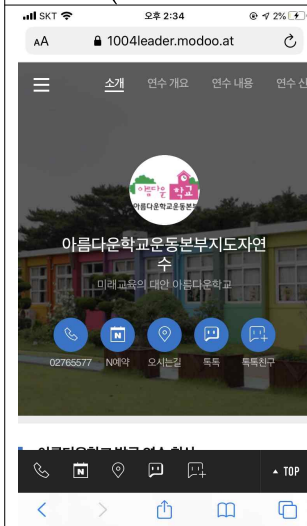 SKT 오후 2:34 2%
AA 1004leader.modoo.at
소개 연수 개요 연수 내용 연수 신
아름다운 학교
아름다운학교운동본부
아름다운학교운동본부지도자연
수
미래교육의 대안 아름다운학교
N
02765577 N예약 오시는길 톡톡 톡톡친구
N TOP